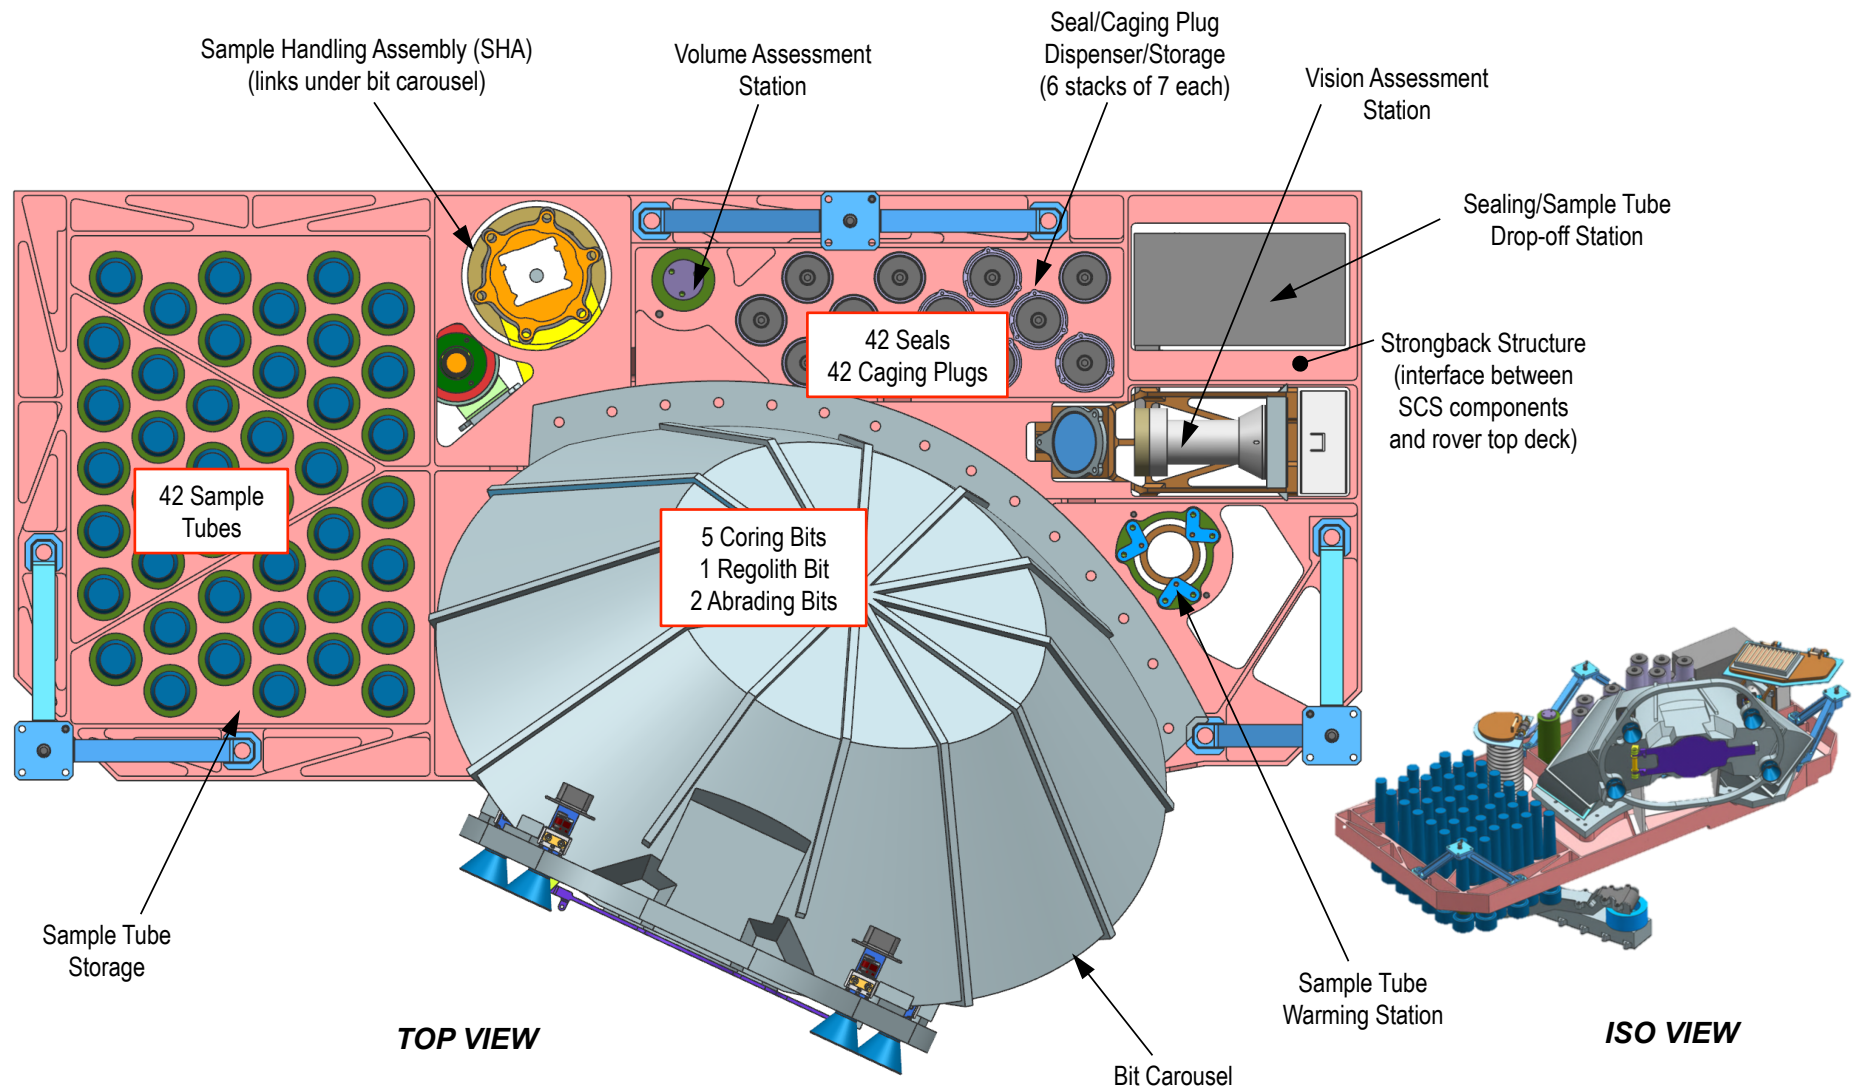 Sample Handling Assembly (SHA)
(links under bit carousel)
Volume Assessment
Station
Seal/Caging Plug
Dispenser/Storage
(6 stacks of 7 each)
Vision Assessment
Station
Sealing/Sample Tube
Drop-off Station
Strongback Structure
(interface between
SCS components
and rover top deck)
42 Seals
42 Caging Plugs
42 Sample
Tubes
5 Coring Bits
1 Regolith Bit
2 Abrading Bits
Sample Tube
Storage
Sample Tube
Warming Station
Bit Carousel
TOP VIEW
ISO VIEW